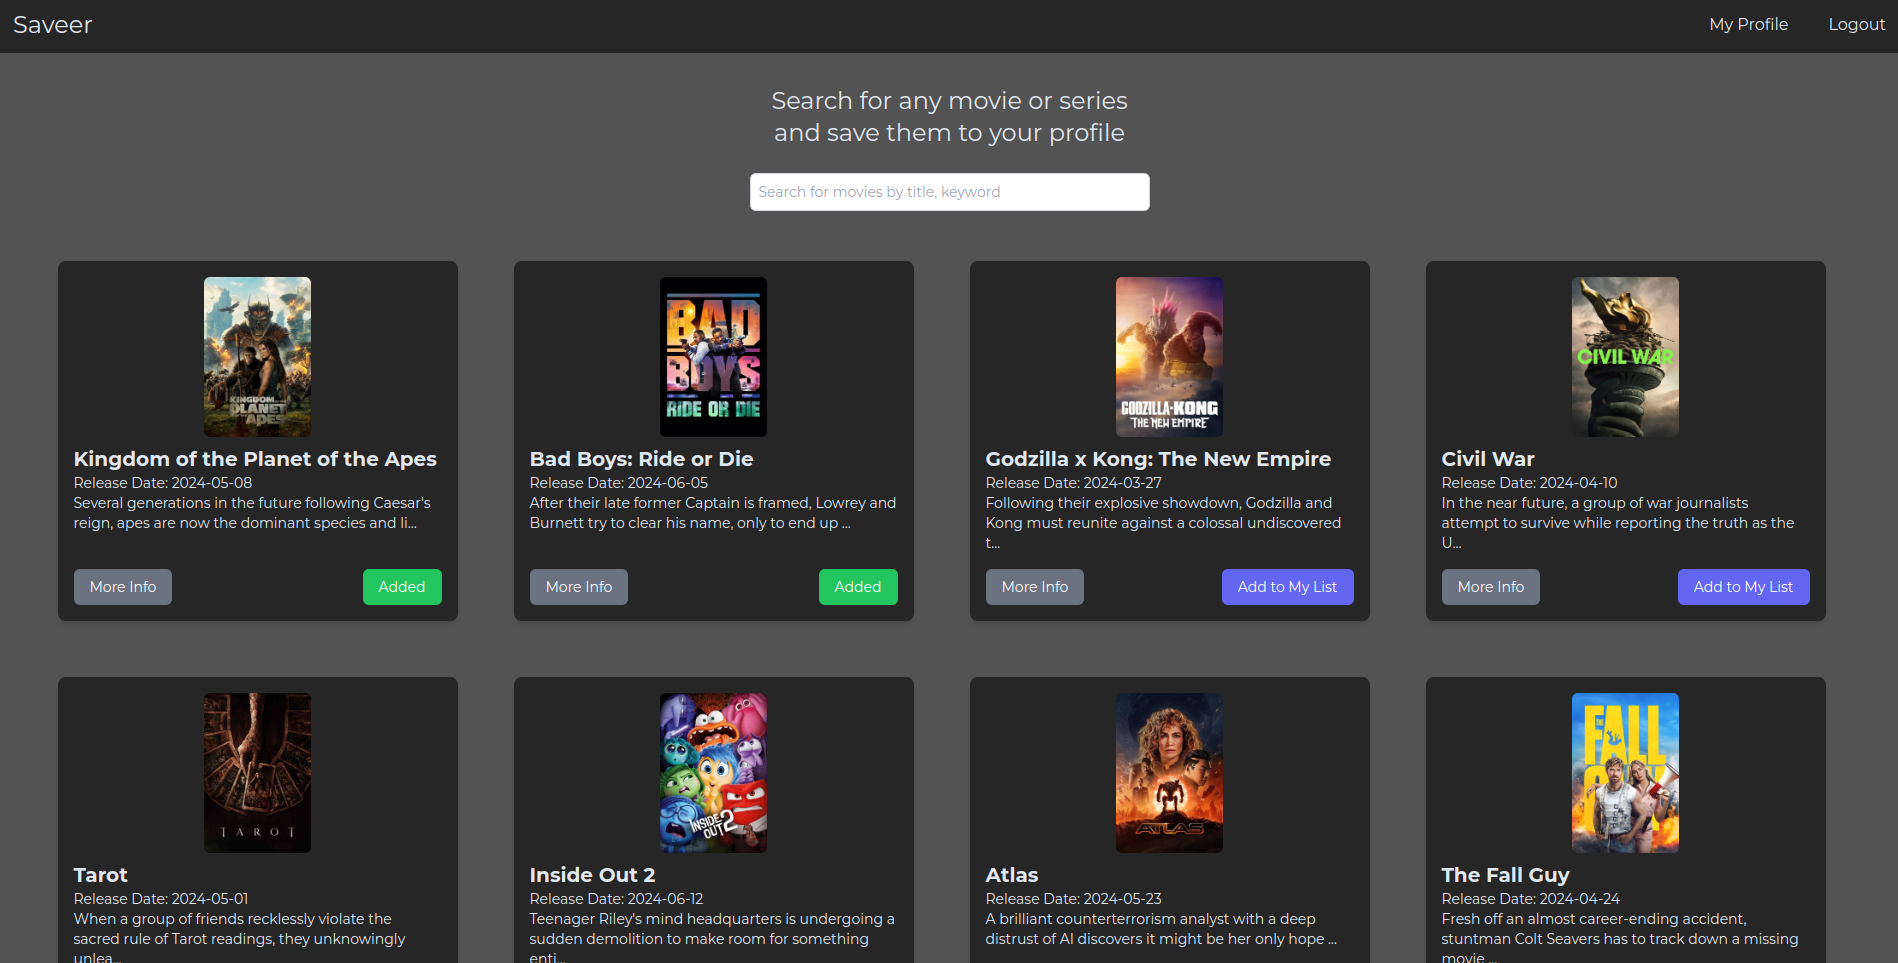 Saveer
My Profile
Logout
Search for any movie or series
and save them to your profile
Search for movies by title, keyword
KINGDOM OF THE
PLANET
OF THE
APES
Kingdom of the Planet of the Apes
Release Date: 2024-05-08
Several generations in the future following Caesar's
reign, apes are now the dominant species and li...
More Info
Added
BAD
BOYS
RIDE OR DIE
Bad Boys: Ride or Die
Release Date: 2024-06-05
After their late former Captain is framed, Lowrey and
Burnett try to clear his name, only to end up ...
More Info
Added
GODZILLA-KONG
THE NEW EMPIRE
Godzilla x Kong: The New Empire
Release Date: 2024-03-27
Following their explosive showdown, Godzilla and
Kong must reunite against a colossal undiscovered
t...
More Info
Add to My List
CIVIL WAR
Civil War
Release Date: 2024-04-10
In the near future, a group of war journalists
attempt to survive while reporting the truth as the
U...
More Info
Add to My List
TAROT
Tarot
Release Date: 2024-05-01
When a group of friends recklessly violate the
sacred rule of Tarot readings, they unknowingly
unlea...
INSIDE
OUT 2
Inside Out 2
Release Date: 2024-06-12
Teenager Riley's mind headquarters is undergoing a
sudden demolition to make room for something
enti...
ATLAS
Atlas
Release Date: 2024-05-23
A brilliant counterterrorism analyst with a deep
distrust of AI discovers it might be her only hope ...
THE
FALL
GUY
The Fall Guy
Release Date: 2024-04-24
Fresh off an almost career-ending accident,
stuntman Colt Seavers has to track down a missing
movie ...